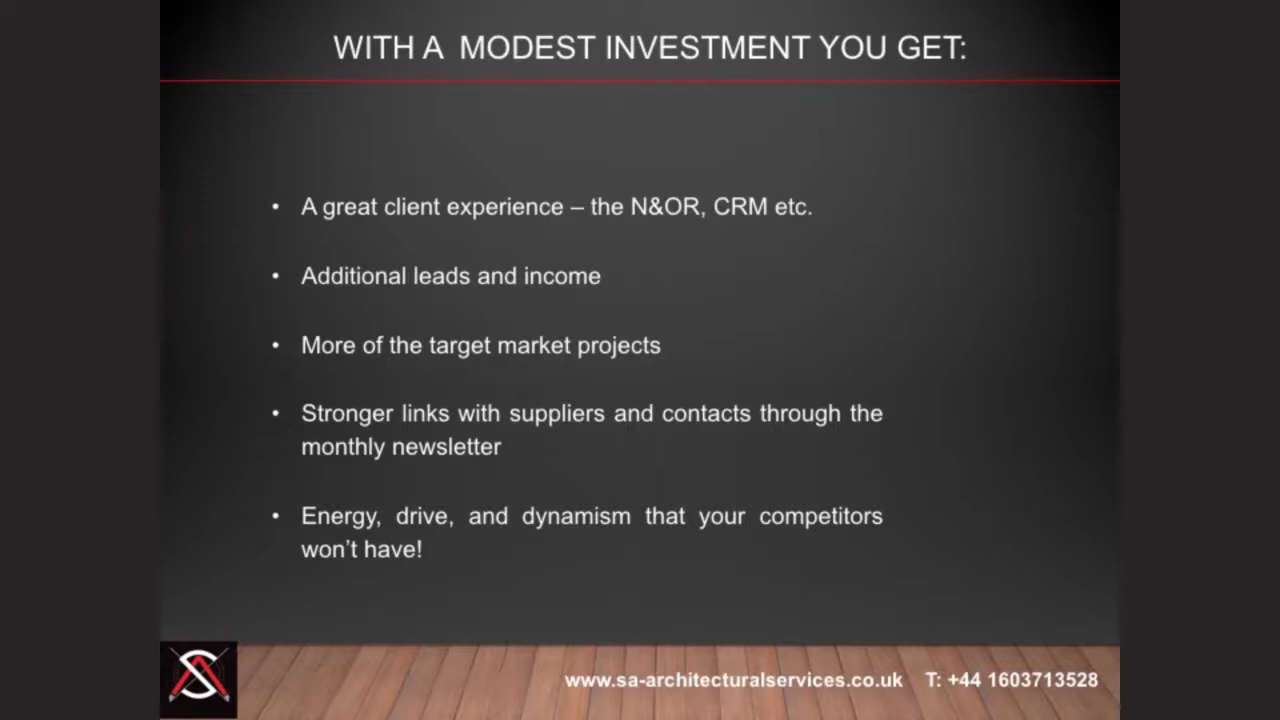 WITH A  MODEST INVESTMENT YOU GET:
• A great client experience – the N&OR, CRM etc.
• Additional leads and income
• More of the target market projects
• Stronger links with suppliers and contacts through the
monthly newsletter
• Energy, drive, and dynamism that your competitors
won’t have!
www.sa-architecturalservices.co.uk T: +44 1603713528